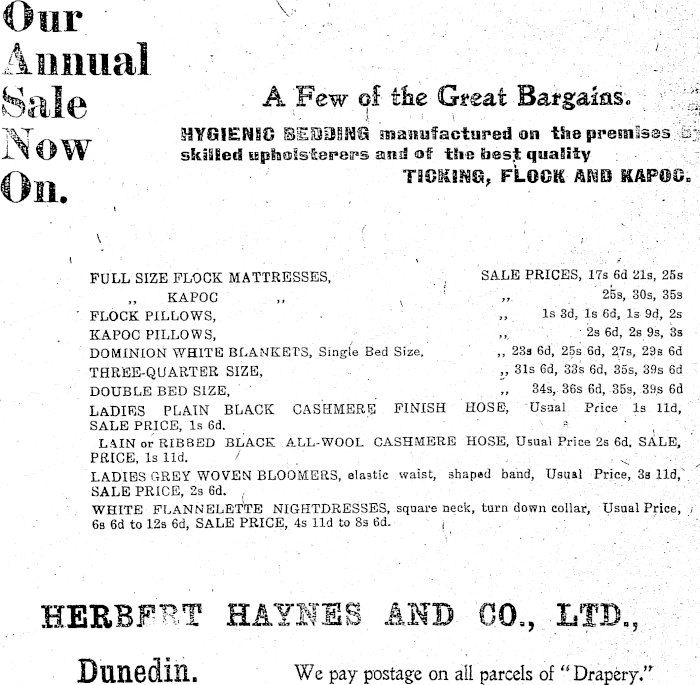 Our
Annual
Sale
Now
On.
A Few of the Great Bargains.
HYGIENIC BEDDING manufactured on the premises
skilled upholsterers and of the best quality
TICKING, FLOCK AND KAPOC.
FULL SIZE FLOCK MATTRESSES, SALE PRICES, 17s 6d 21s, 25s
,, KAPOC ,, ,, 25s, 30s, 35s
FLOCK PILLOWS, ,, 1s 3d, 1s 6d, 1s 9d, 2s
KAPOC PILLOWS, ,, 2s 6d, 2s 9s, 3s
DOMINION WHITE BLANKETS, Single Bed Size, ,, 23s 6d, 25s 6d, 27s, 29s 6d
THREE-QUARTER SIZE, ,, 31s 6d, 33s 6d, 35s, 39s 6d
DOUBLE BED SIZE, ,, 34s, 36s 6d, 35s, 39s 6d
LADIES PLAIN BLACK CASHMERE FINISH HOSE, Usual Price 1s 11d,
SALE PRICE, 1s 6d.
LAIN or RIBBED BLACK ALL-WOOL CASHMERE HOSE, Usual Price 2s 6d, SALE,
PRICE, 1s 11d.
LADIES GREY WOVEN BLOOMERS, elastic waist, shaped band, Usual Price, 3s 11d,
SALE PRICE, 2s 6d.
WHITE FLANNELETTE NIGHTDRESSES, square neck, turn down collar, Usual Price,
6s 6d to 12s 6d, SALE PRICE, 4s 11d to 8s 6d.
HERBERT HAYNES AND CO., LTD.,
Dunedin. We pay postage on all parcels of "Drapery."